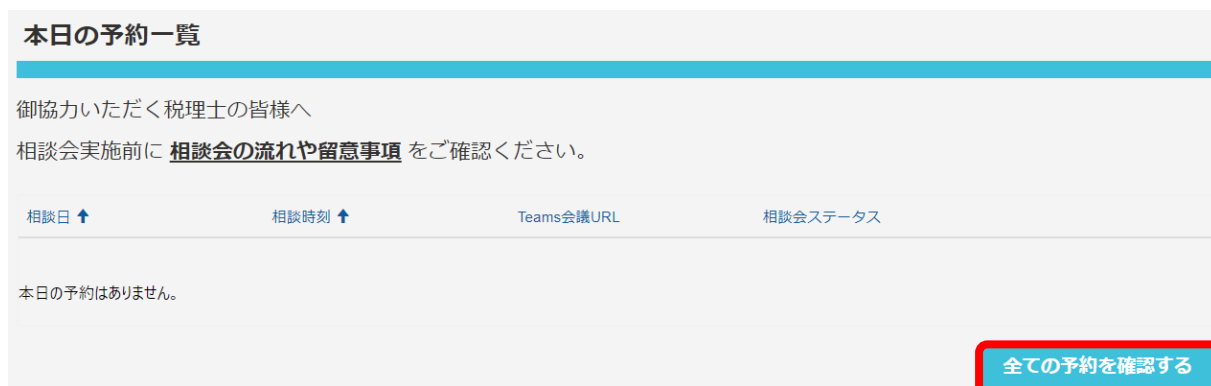 本日の予約一覧
御協力いただく税理士の皆様へ
相談会実施前に 相談会の流れや留意事項 をご確認ください。
相談日 ↑ 相談時刻 ↑ Teams会議URL 相談会ステータス
本日の予約はありません。
全ての予約を確認する